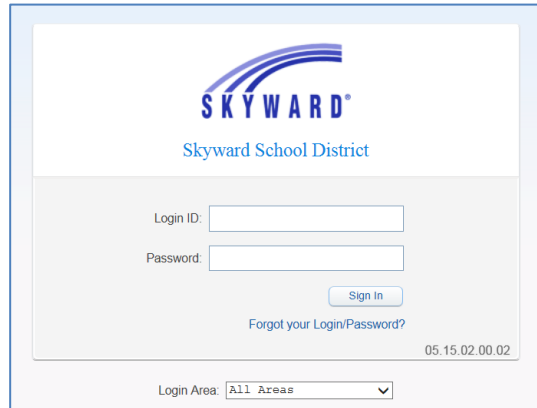 SKYWARD®
Skyward School District
Login ID:
Password:
Sign In
Forgot your Login/Password?
05.15.02.00.02
Login Area: All Areas